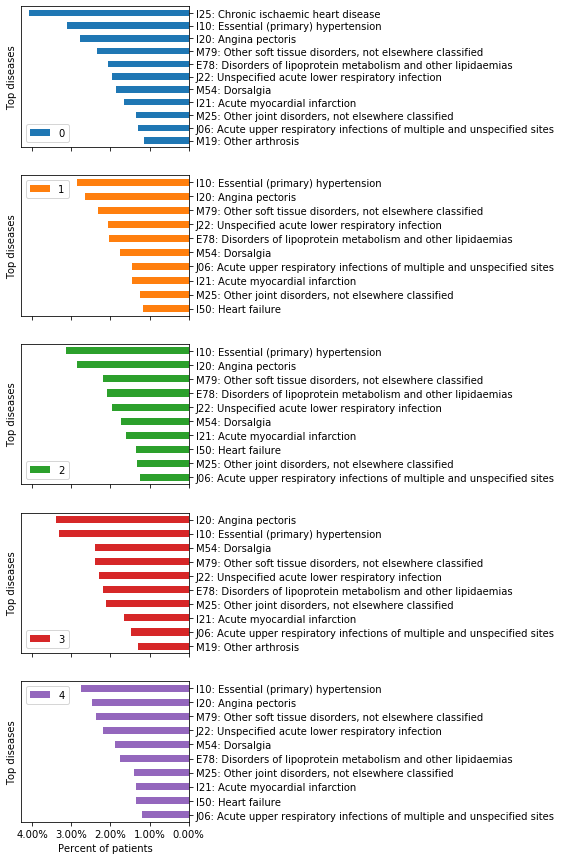 Top diseases
I25: Chronic ischaemic heart disease
I10: Essential (primary) hypertension
I20: Angina pectoris
M79: Other soft tissue disorders, not elsewhere classified
E78: Disorders of lipoprotein metabolism and other lipidaemias
J22: Unspecified acute lower respiratory infection
M54: Dorsalgia
I21: Acute myocardial infarction
M25: Other joint disorders, not elsewhere classified
J06: Acute upper respiratory infections of multiple and unspecified sites
M19: Other arthrosis
0
Top diseases
1
I10: Essential (primary) hypertension
I20: Angina pectoris
M79: Other soft tissue disorders, not elsewhere classified
J22: Unspecified acute lower respiratory infection
E78: Disorders of lipoprotein metabolism and other lipidaemias
M54: Dorsalgia
J06: Acute upper respiratory infections of multiple and unspecified sites
I21: Acute myocardial infarction
M25: Other joint disorders, not elsewhere classified
I50: Heart failure
Top diseases
I10: Essential (primary) hypertension
I20: Angina pectoris
M79: Other soft tissue disorders, not elsewhere classified
E78: Disorders of lipoprotein metabolism and other lipidaemias
J22: Unspecified acute lower respiratory infection
M54: Dorsalgia
I21: Acute myocardial infarction
I50: Heart failure
M25: Other joint disorders, not elsewhere classified
J06: Acute upper respiratory infections of multiple and unspecified sites
2
Top diseases
I20: Angina pectoris
I10: Essential (primary) hypertension
M54: Dorsalgia
M79: Other soft tissue disorders, not elsewhere classified
J22: Unspecified acute lower respiratory infection
E78: Disorders of lipoprotein metabolism and other lipidaemias
M25: Other joint disorders, not elsewhere classified
I21: Acute myocardial infarction
J06: Acute upper respiratory infections of multiple and unspecified sites
M19: Other arthrosis
3
Top diseases
4
I10: Essential (primary) hypertension
I20: Angina pectoris
M79: Other soft tissue disorders, not elsewhere classified
J22: Unspecified acute lower respiratory infection
M54: Dorsalgia
E78: Disorders of lipoprotein metabolism and other lipidaemias
M25: Other joint disorders, not elsewhere classified
I21: Acute myocardial infarction
I50: Heart failure
J06: Acute upper respiratory infections of multiple and unspecified sites
4.00% 3.00% 2.00% 1.00% 0.00%
Percent of patients